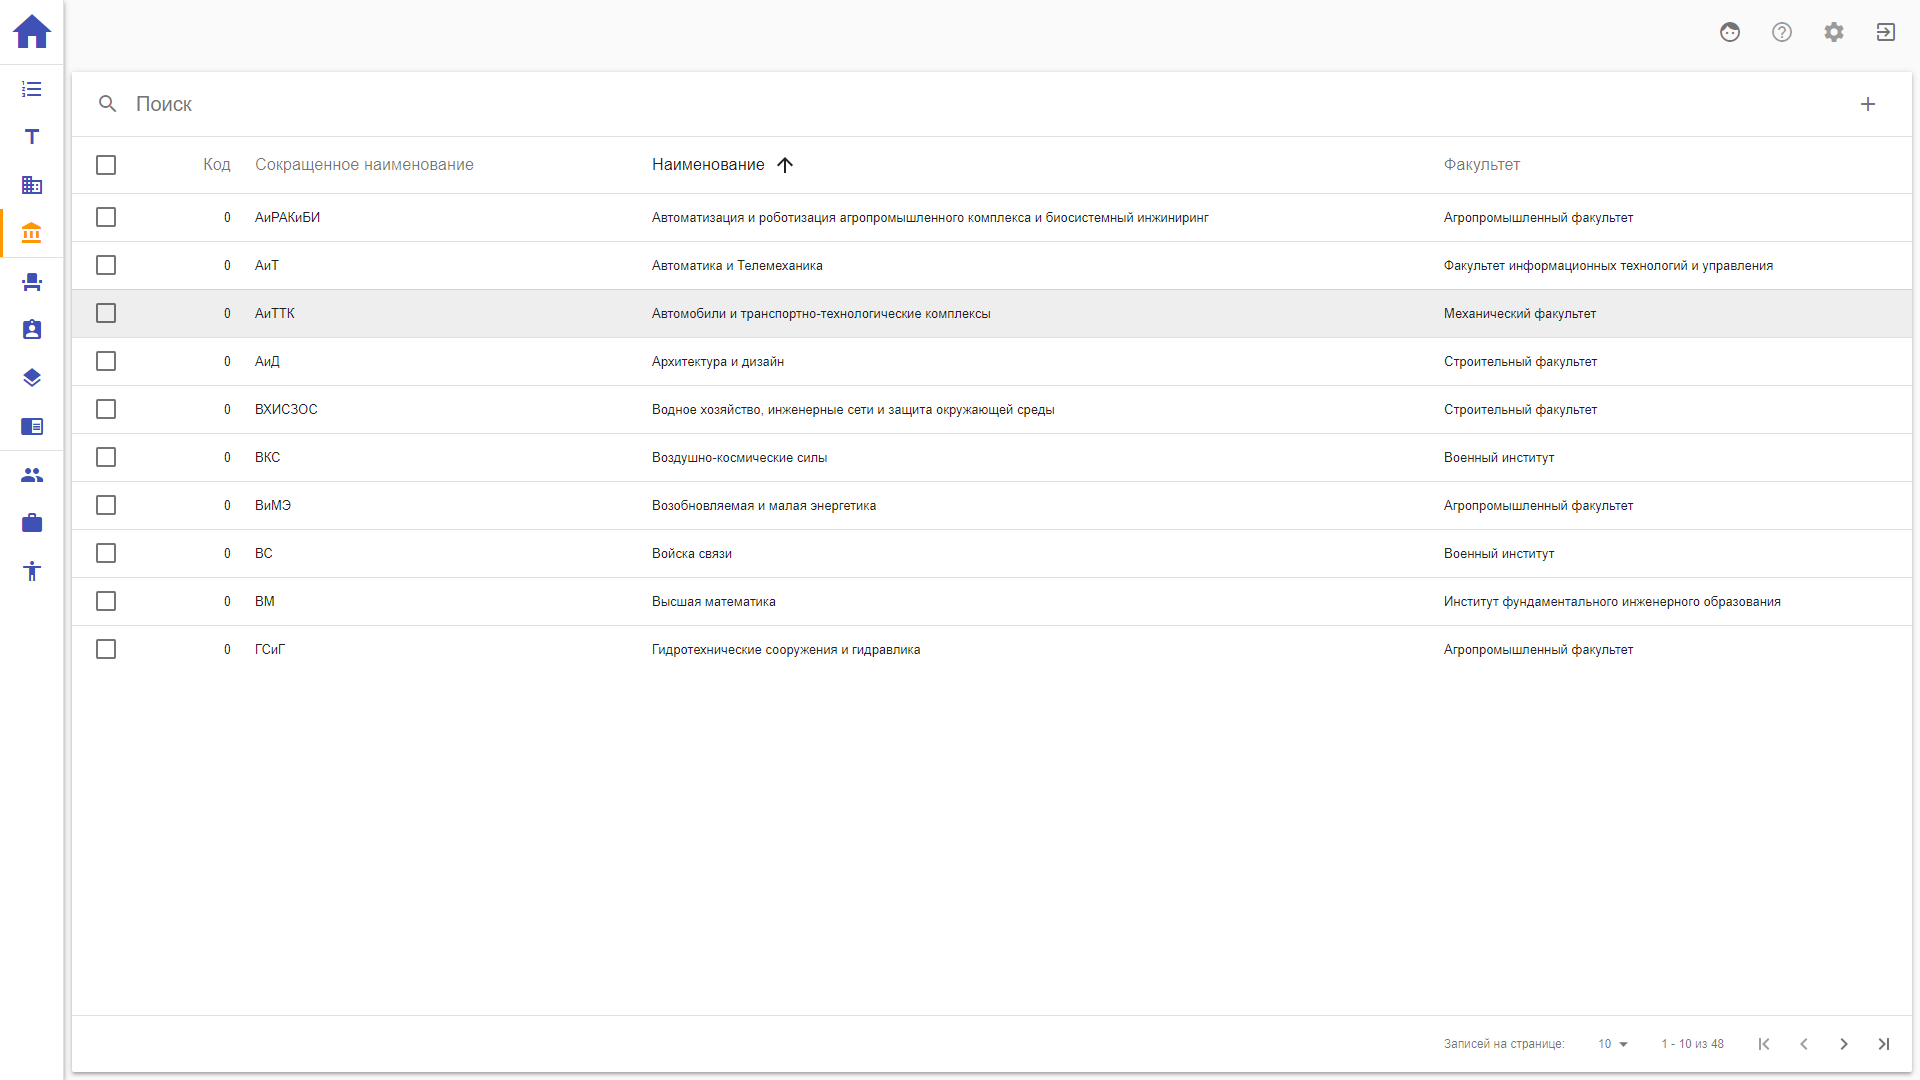 Поиск
Код Сокращенное наименование Наименование Факультет
0 АиРАКиБИ Автоматизация и роботизация агропромышленного комплекса и биосистемный инжиниринг Агропромышленный факультет
0 АиТ Автоматика и Телемеханика Факультет информационных технологий и управления
0 АиТТК Автомобили и транспортно-технологические комплексы Механический факультет
0 АиД Архитектура и дизайн Строительный факультет
0 ВХИСЗОС Водное хозяйство, инженерные сети и защита окружающей среды Строительный факультет
0 ВКС Воздушно-космические силы Военный институт
0 ВиМЭ Возобновляемая и малая энергетика Агропромышленный факультет
0 ВС Войска связи Военный институт
0 ВМ Высшая математика Институт фундаментального инженерного образования
0 ГСиГ Гидротехнические сооружения и гидравлика Агропромышленный факультет
Записей на странице: 10 1 - 10 из 48